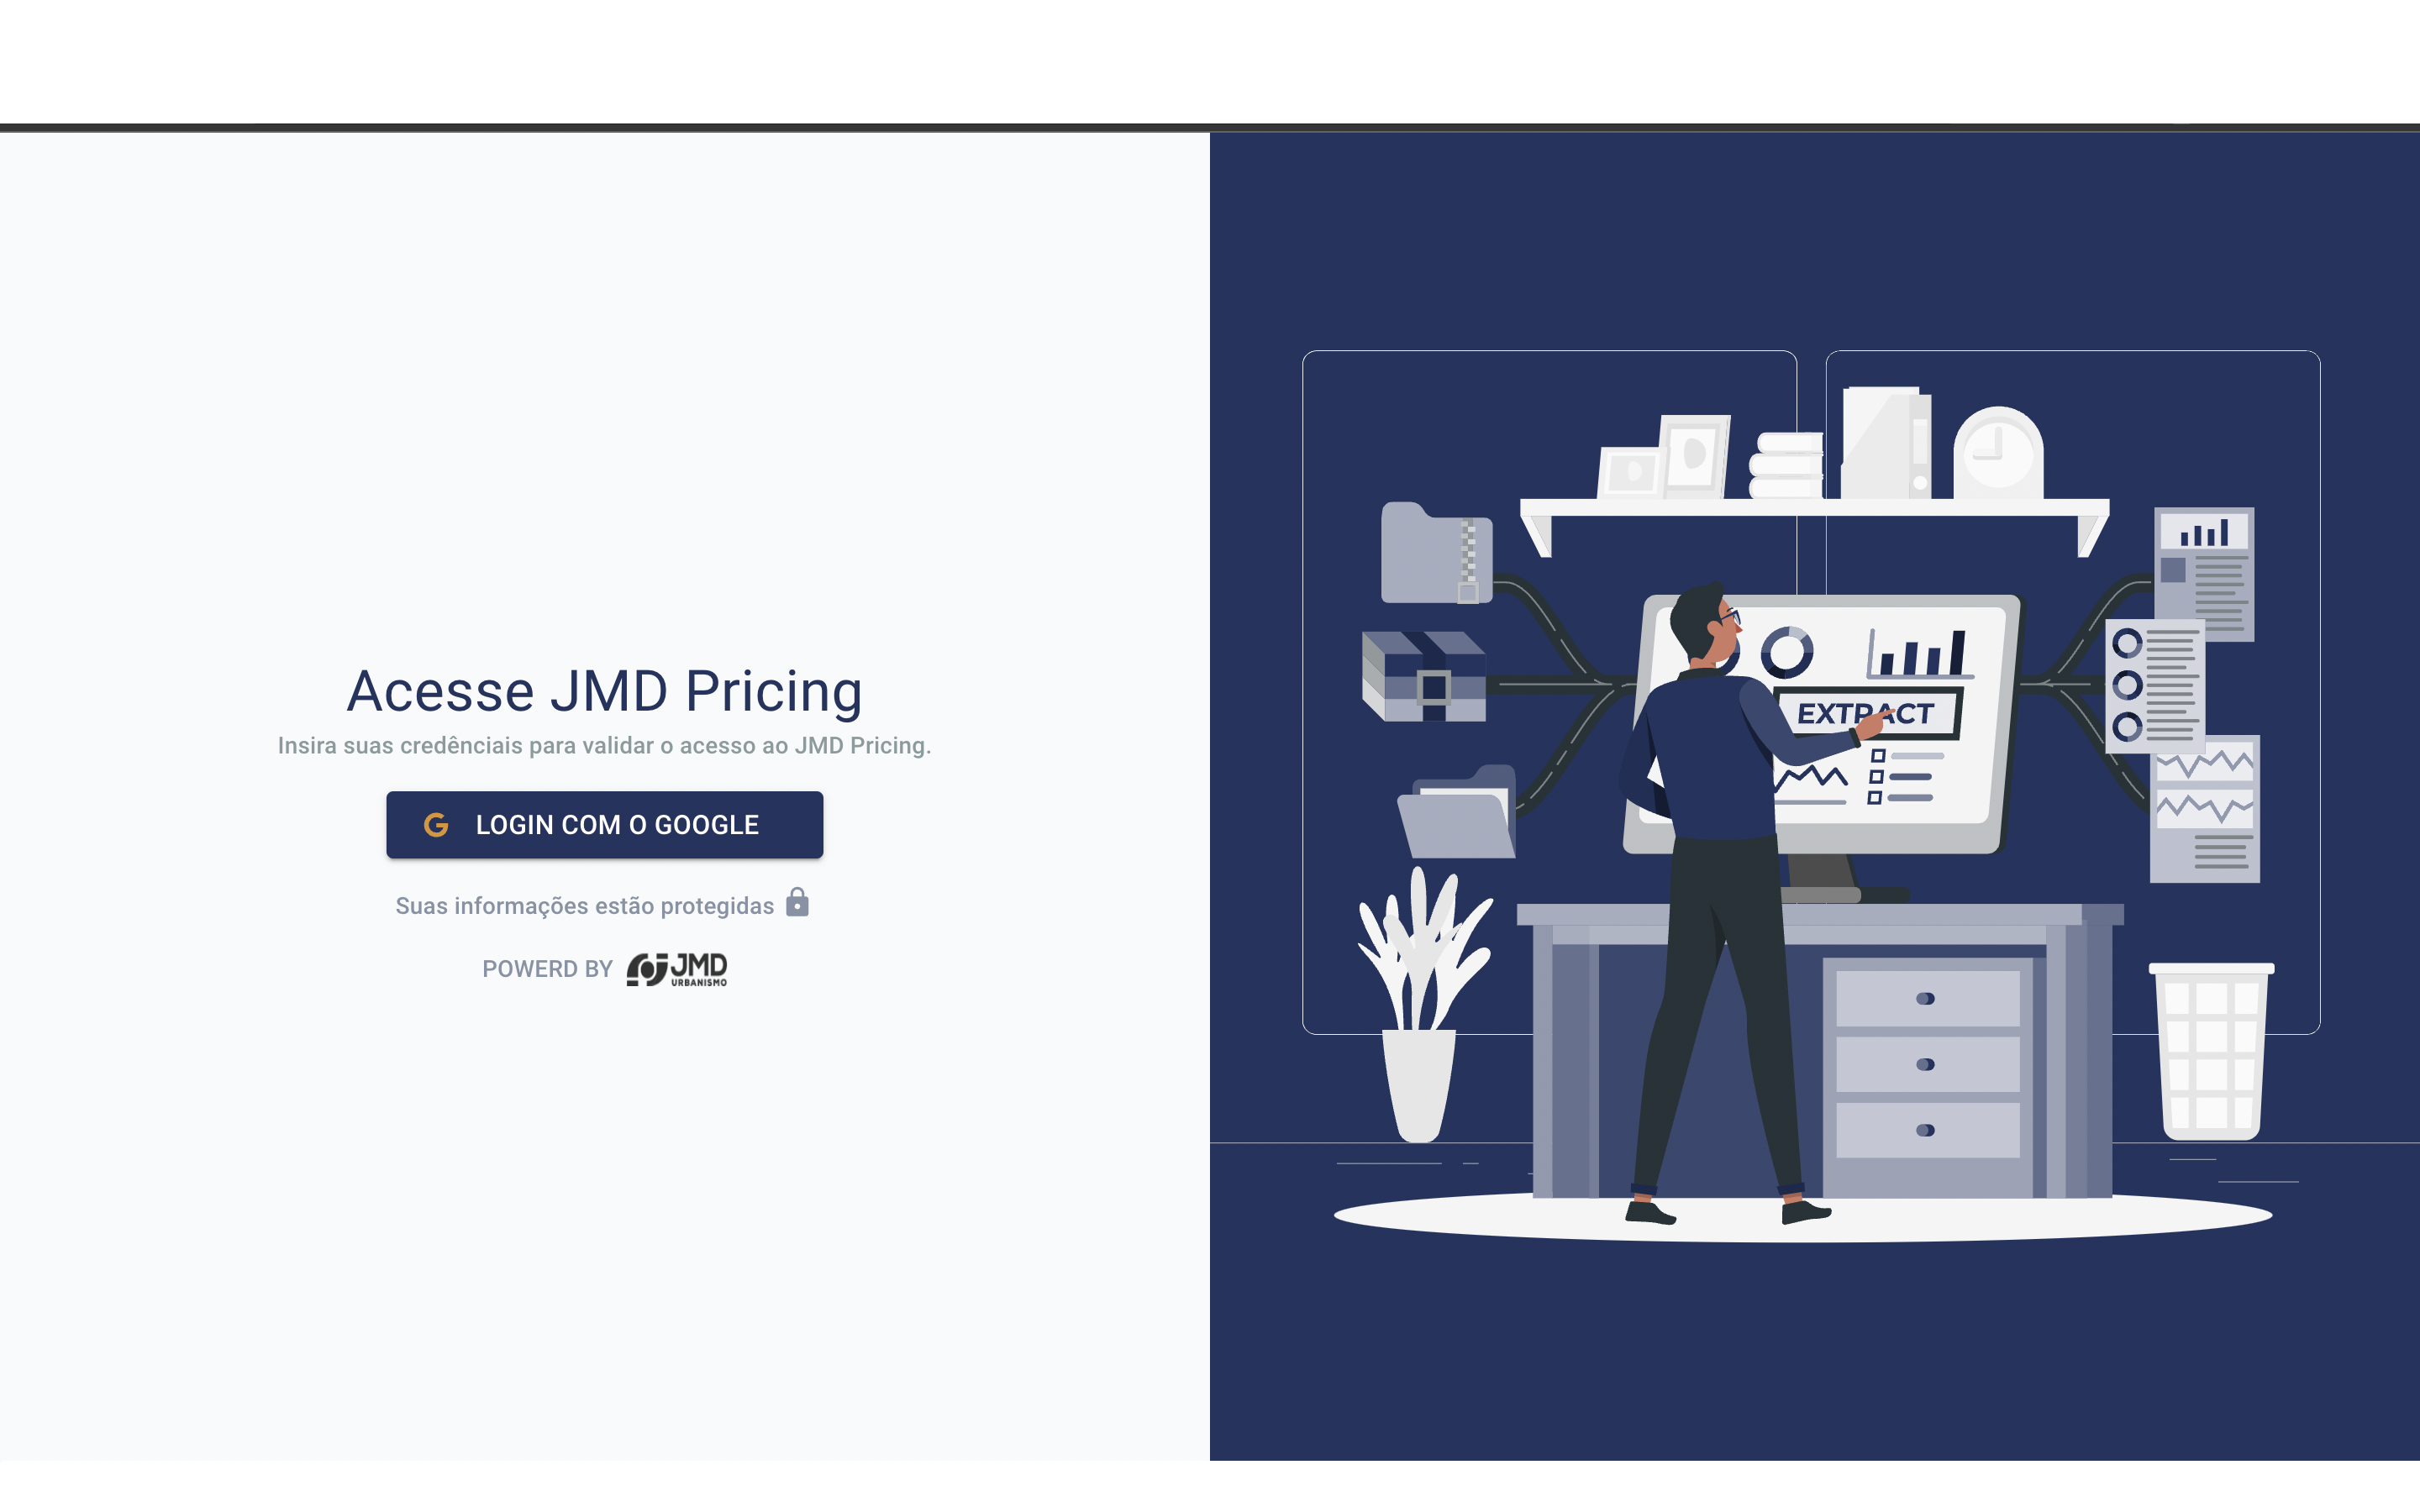 Acesse JMD Pricing
Insira suas credênciais para validar o acesso ao JMD Pricing.
LOGIN COM O GOOGLE
Suas informações estão protegidas
POWERD BY JMD
URBANISMO
EXTRACT